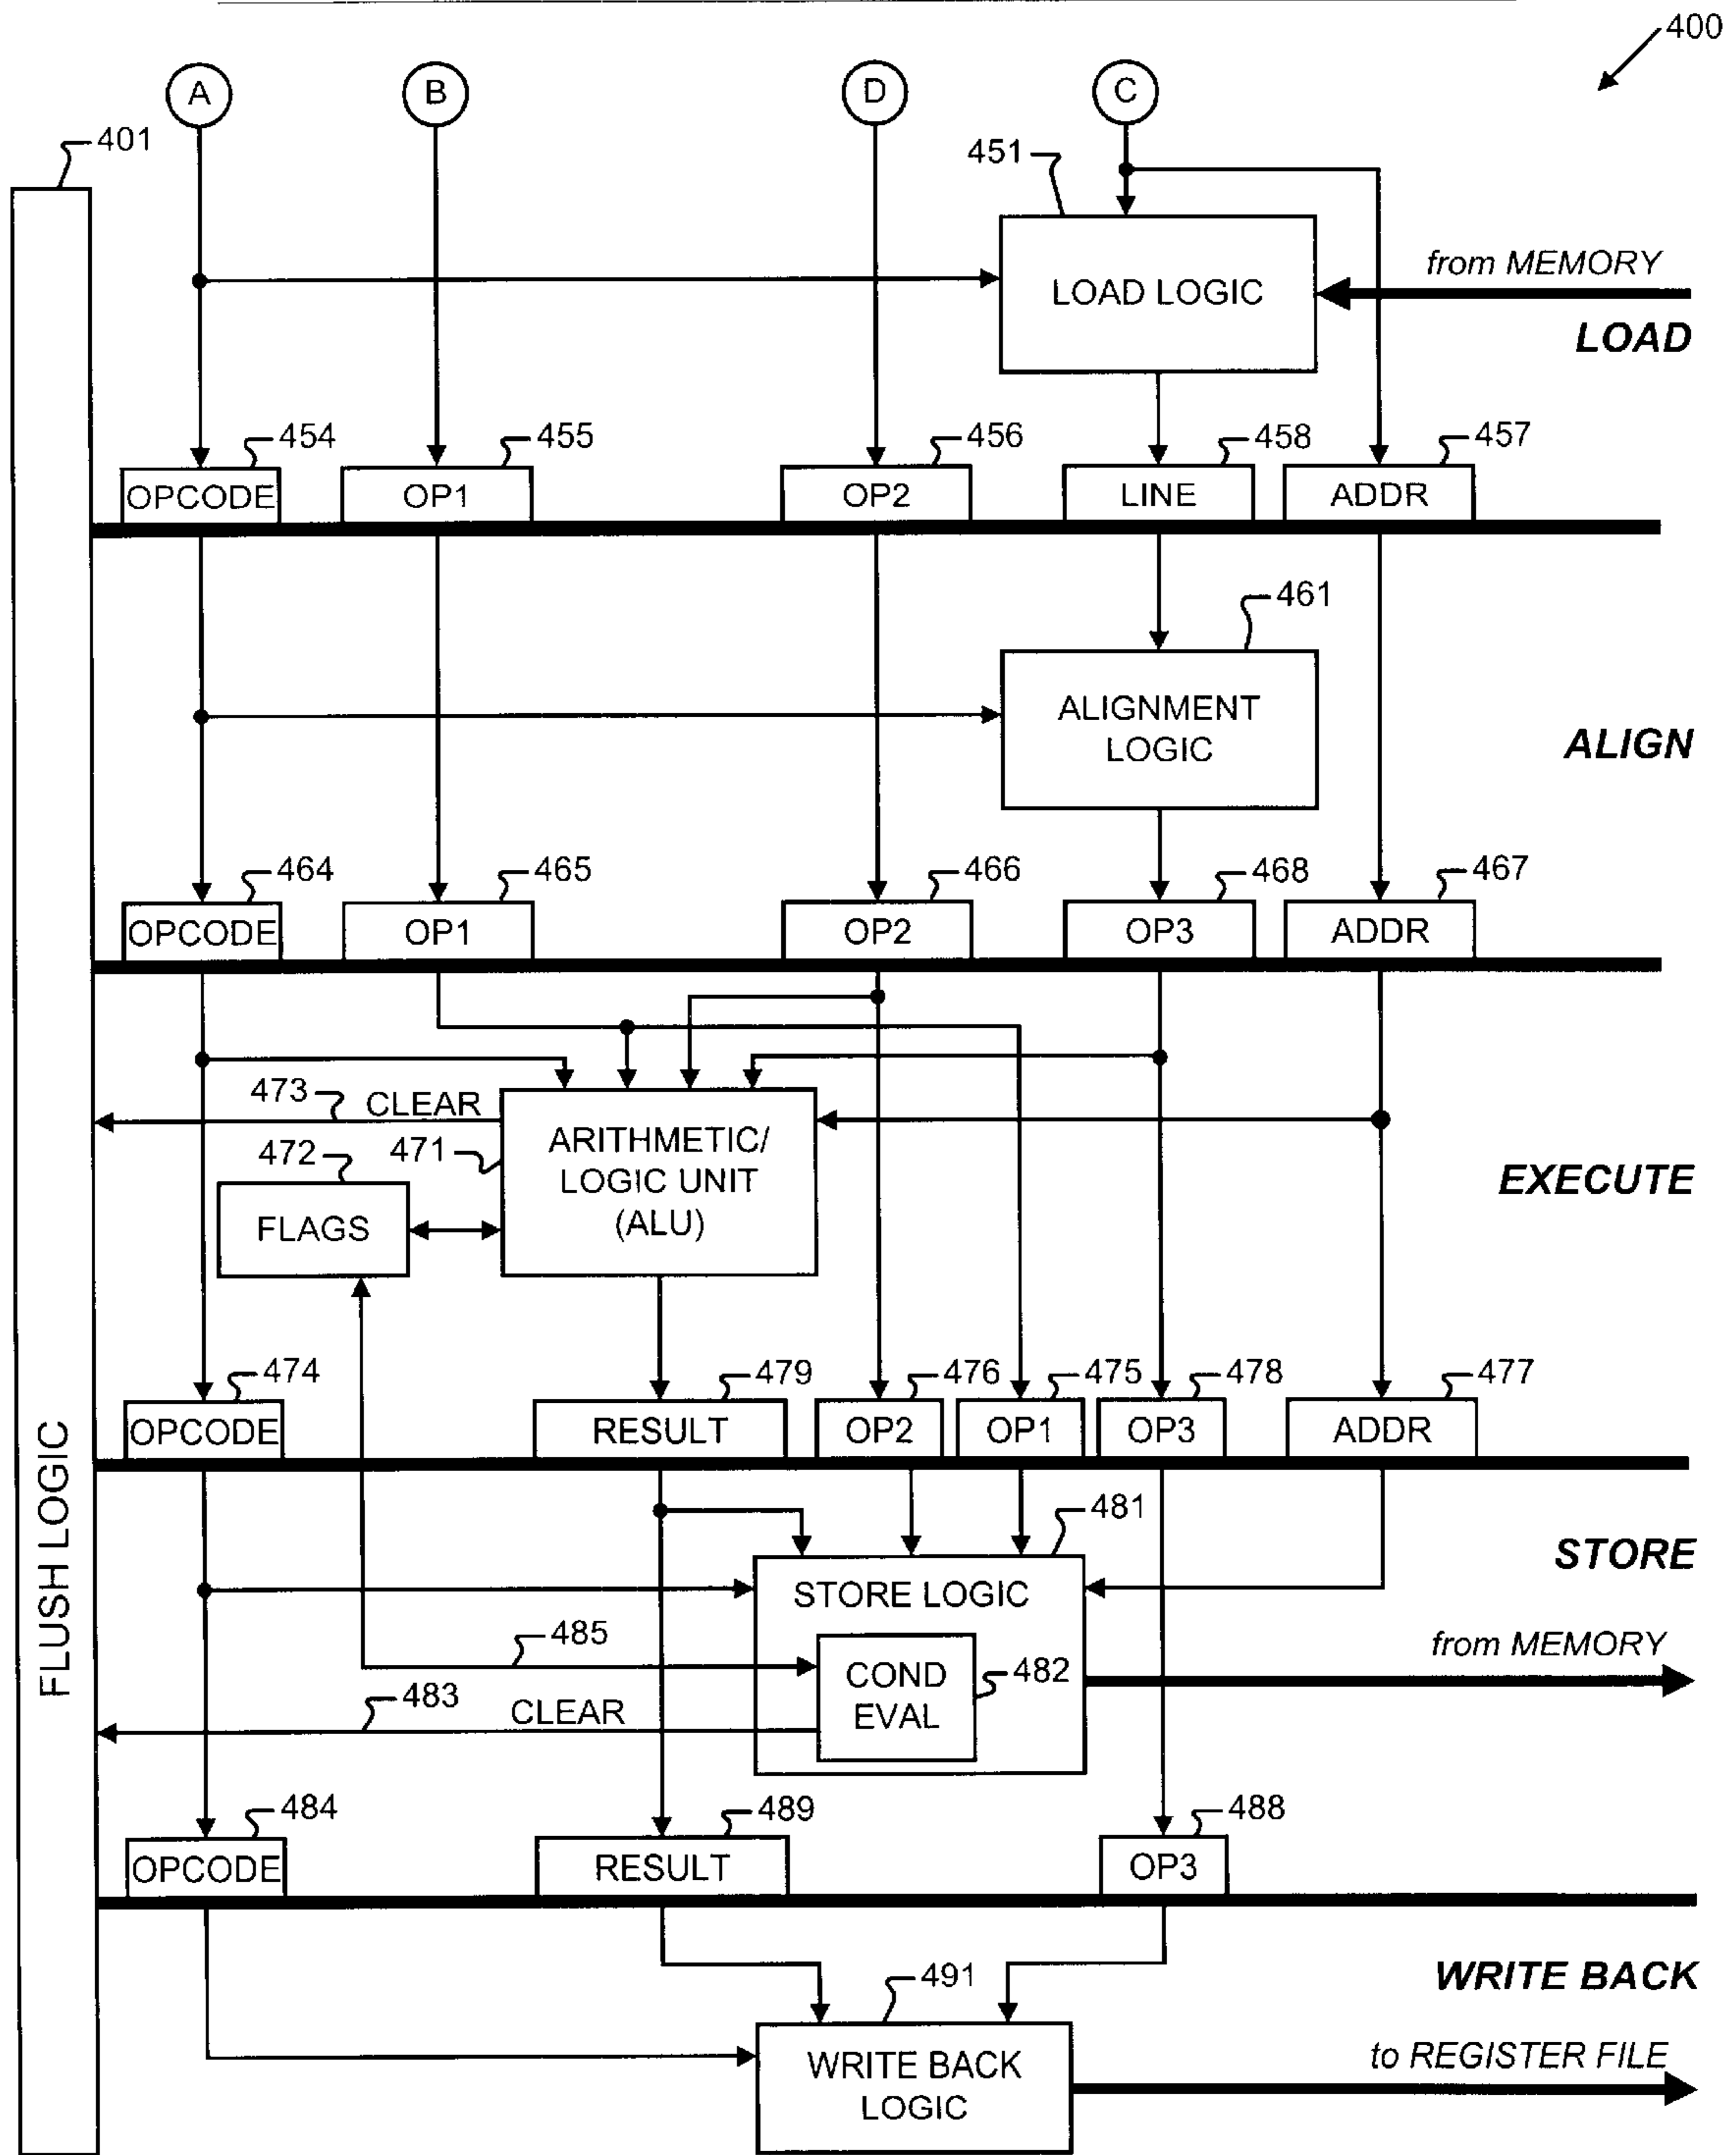 400
A B D C
401
451
from MEMORY
LOAD LOGIC
LOAD
454 455 456 458 457
OPCODE OP1 OP2 LINE ADDR
461
ALIGNMENT
LOGIC
ALIGN
464 465 466 468 467
OPCODE OP1 OP2 OP3 ADDR
473 CLEAR
472 471
ARITHMETIC/
LOGIC UNIT
(ALU)
FLAGS
EXECUTE
474 479 476 475 478 477
OPCODE RESULT OP2 OP1 OP3 ADDR
FLUSH LOGIC
481
STORE
STORE LOGIC
485
from MEMORY
COND
EVAL
482
483 CLEAR
484 489 488
OPCODE RESULT OP3
WRITE BACK
491
to REGISTER FILE
WRITE BACK
LOGIC